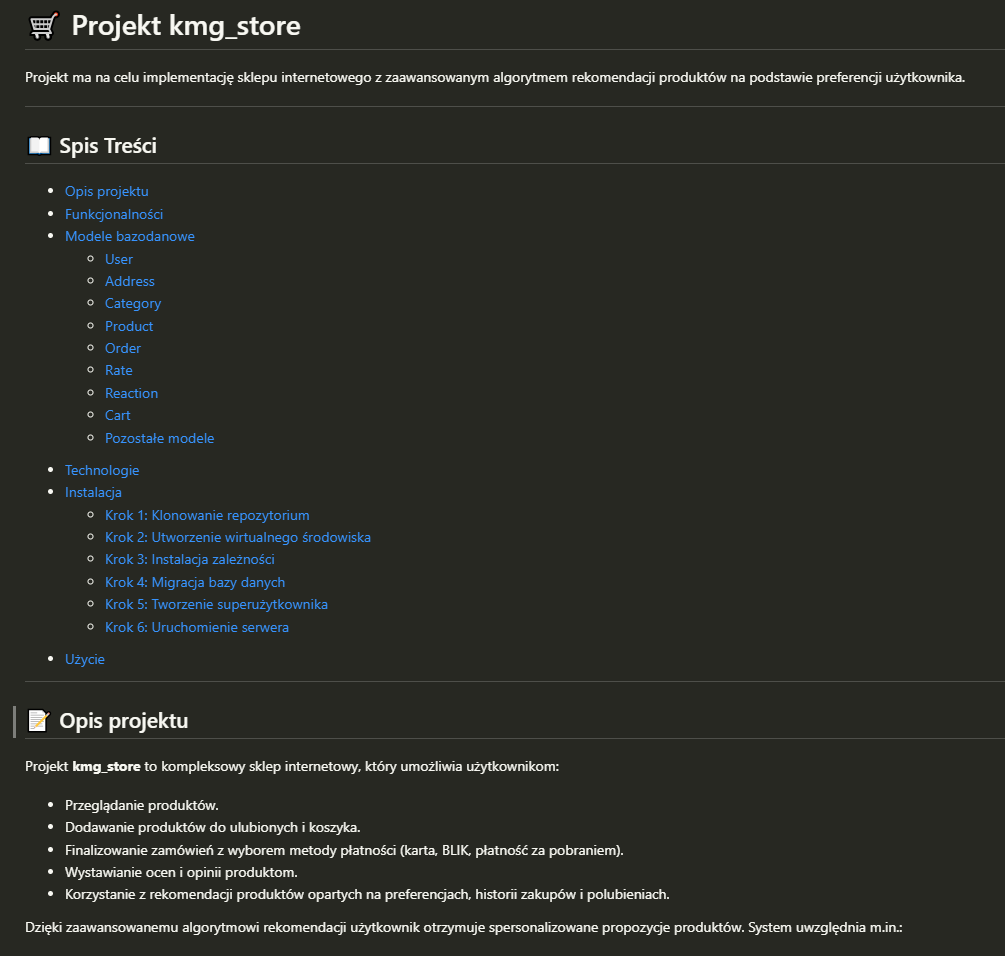 Projekt kmg_store
Projekt ma na celu implementację sklepu internetowego z zaawansowanym algorytmem rekomendacji produktów na podstawie preferencji użytkownika.
Spis Treści
Opis projektu
Funkcjonalności
Modele bazodanowe
User
Address
Category
Product
Order
Rate
Reaction
Cart
Pozostałe modele
Technologie
Instalacja
Krok 1: Klonowanie repozytorium
Krok 2: Utworzenie wirtualnego środowiska
Krok 3: Instalacja zależności
Krok 4: Migracja bazy danych
Krok 5: Tworzenie superużytkownika
Krok 6: Uruchomienie serwera
Użycie
Opis projektu
Projekt kmg_store to kompleksowy sklep internetowy, który umożliwia użytkownikom:
Przeglądanie produktów.
Dodawanie produktów do ulubionych i koszyka.
Finalizowanie zamówień z wyborem metody płatności (karta, BLIK, płatność za pobraniem).
Wystawianie ocen i opinii produktom.
Korzystanie z rekomendacji produktów opartych na preferencjach, historii zakupów i polubieniach.
Dzięki zaawansowanemu algorytmowi rekomendacji użytkownik otrzymuje spersonalizowane propozycje produktów. System uwzględnia m.in.: